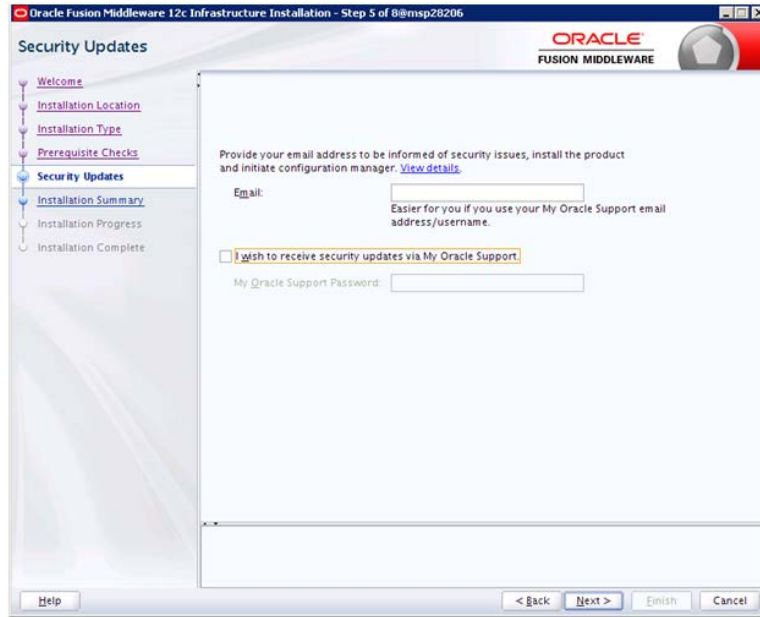 Oracle Fusion Middleware 12c Infrastructure Installation - Step 5 of 8@msp28206
Security Updates
ORACLE
FUSION MIDDLEWARE
Welcome
Installation Location
Installation Type
Prerequisite Checks
Security Updates
Installation Summary
Installation Progress
Installation Complete
Provide your email address to be informed of security issues, install the product
and initiate configuration manager. View details.
Email:
Easier for you if you use your My Oracle Support email
address/username.
I wish to receive security updates via My Oracle Support.
My Oracle Support Password:
Help
< Back
Next >
Finish
Cancel